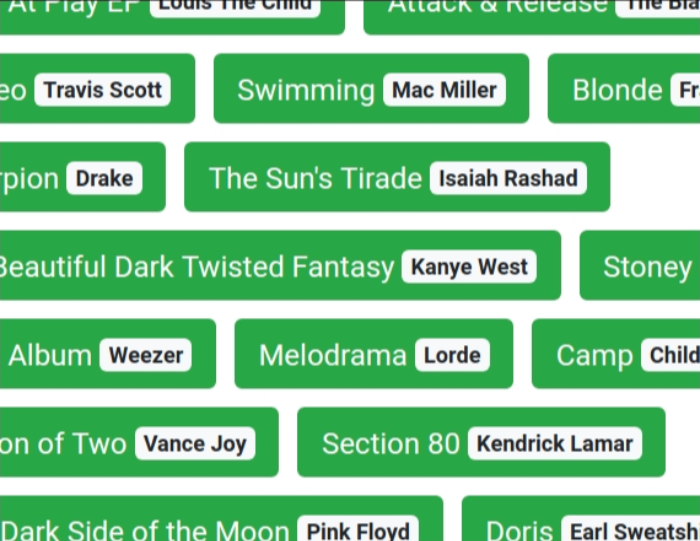 At Play EP Louis The Child Attack & Release The Bla
eo Travis Scott Swimming Mac Miller Blonde Fr
rpion Drake The Sun's Tirade Isaiah Rashad
Beautiful Dark Twisted Fantasy Kanye West Stoney
Album Weezer Melodrama Lorde Camp Child
on of Two Vance Joy Section 80 Kendrick Lamar
Dark Side of the Moon Pink Floyd Doris Earl Sweatsh